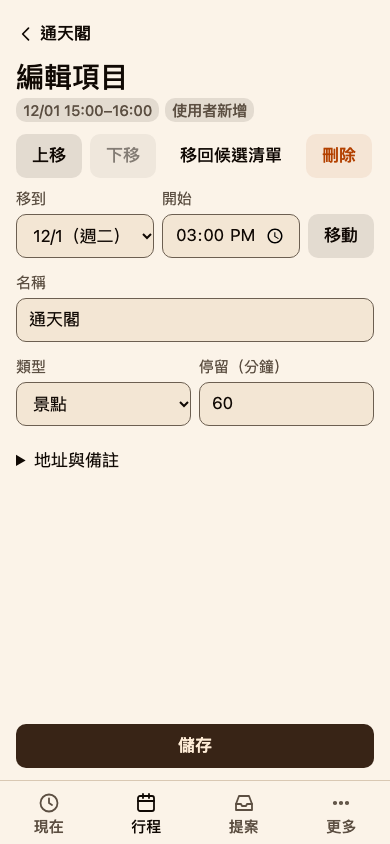 通天閣
編輯項目
12/01 15:00–16:00 使用者新增
上移 下移 移回候選清單 刪除
移到 開始
12/1（週二） 03:00 PM 移動
名稱
通天閣
類型 停留（分鐘）
景點 60
地址與備註
儲存
現在 行程 提案 更多